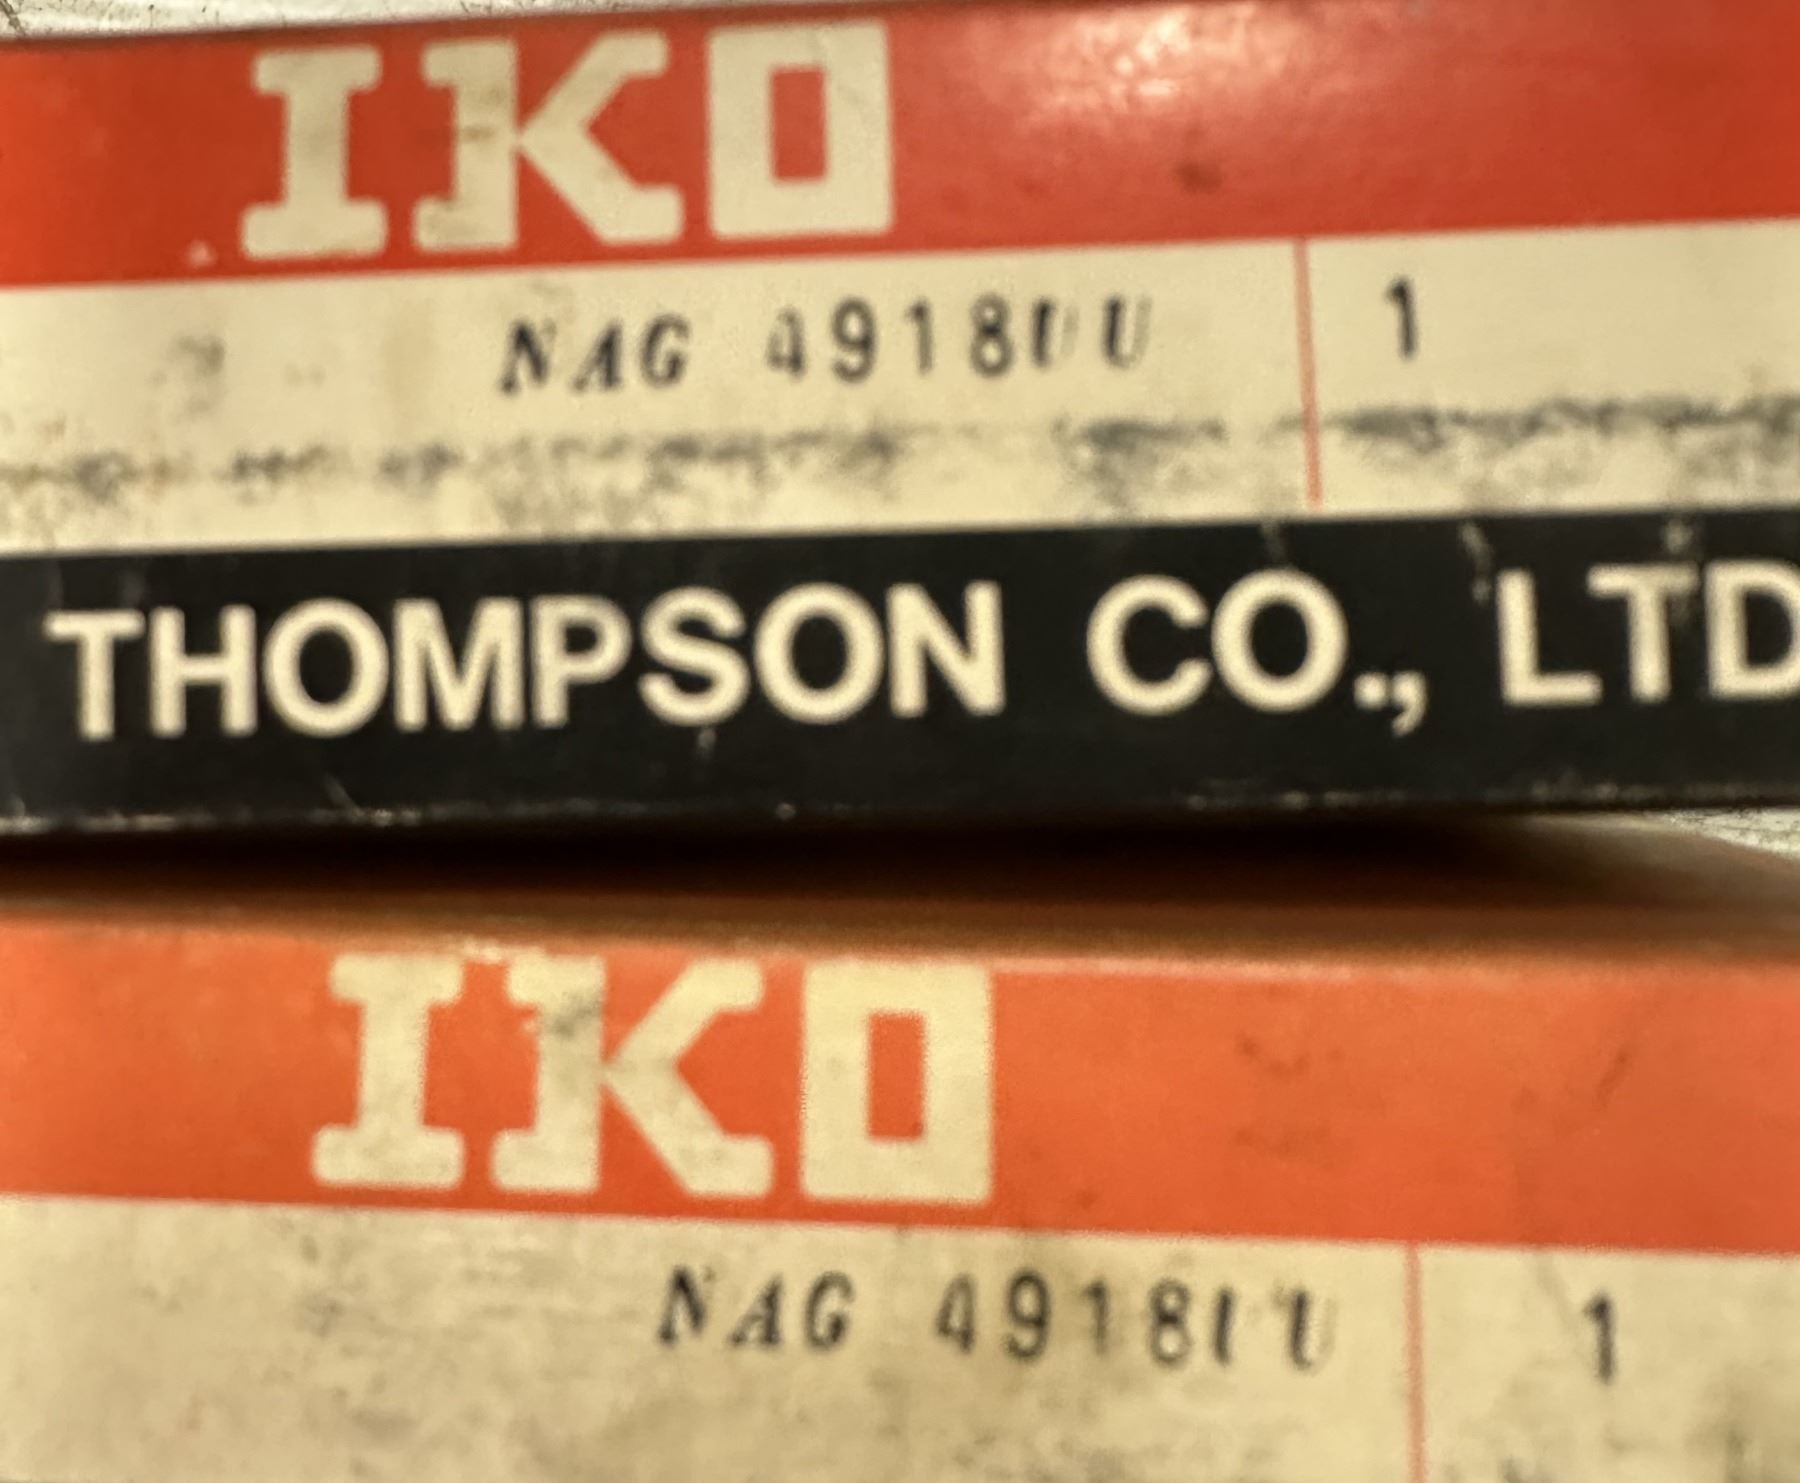 IKO
NAG 4918UU 1
THOMPSON CO., LTD
IKO
NAG 4918UU 1